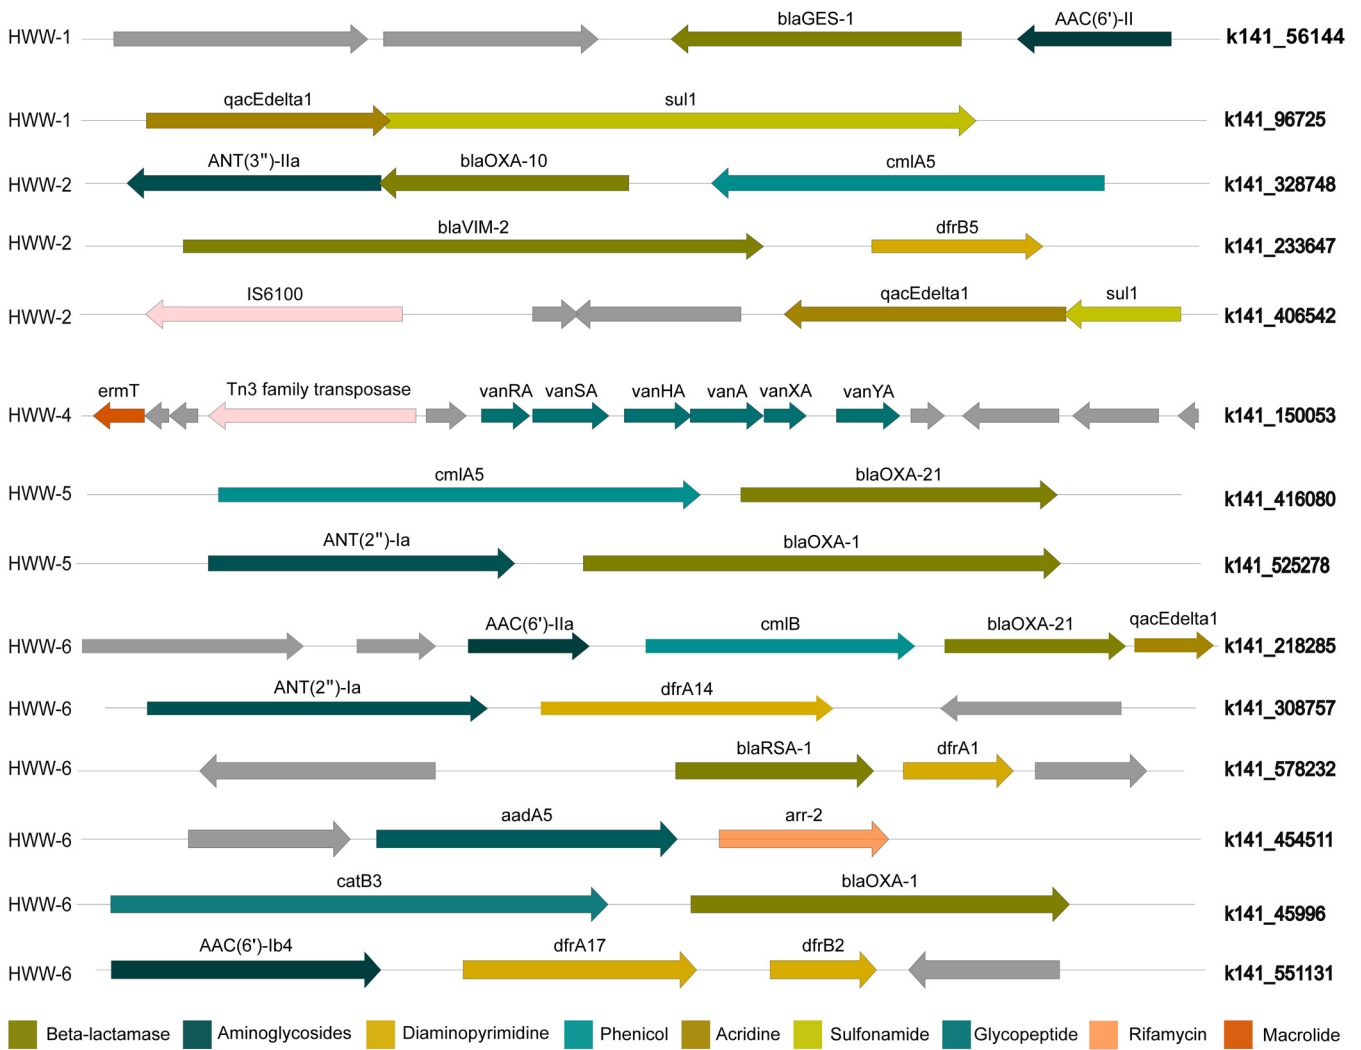 blaGES-1 AAC(6')-II
HWW-1 k141_56144
qacEdelta1 sul1
HWW-1 k141_96725
ANT(3")-IIa blaOXA-10 cmlA5
HWW-2 k141_328748
blaVIM-2 dfrB5
HWW-2 k141_233647
IS6100 qacEdelta1 sul1
HWW-2 k141_406542
ermT Tn3 family transposase vanRA vanSA vanHA vanA vanXA vanYA
HWW-4 k141_150053
cmlA5 blaOXA-21
HWW-5 k141_416080
ANT(2")-Ia blaOXA-1
HWW-5 k141_525278
AAC(6')-IIa cmlB blaOXA-21 qacEdelta1
HWW-6 k141_218285
ANT(2")-Ia dfrA14
HWW-6 k141_308757
blaRSA-1 dfrA1
HWW-6 k141_578232
aadA5 arr-2
HWW-6 k141_454511
catB3 blaOXA-1
HWW-6 k141_45996
AAC(6')-Ib4 dfrA17 dfrB2
HWW-6 k141_551131
Beta-lactamase Aminoglycosides Diaminopyrimidine Phenicol Acridine Sulfonamide Glycopeptide Rifamycin Macrolide